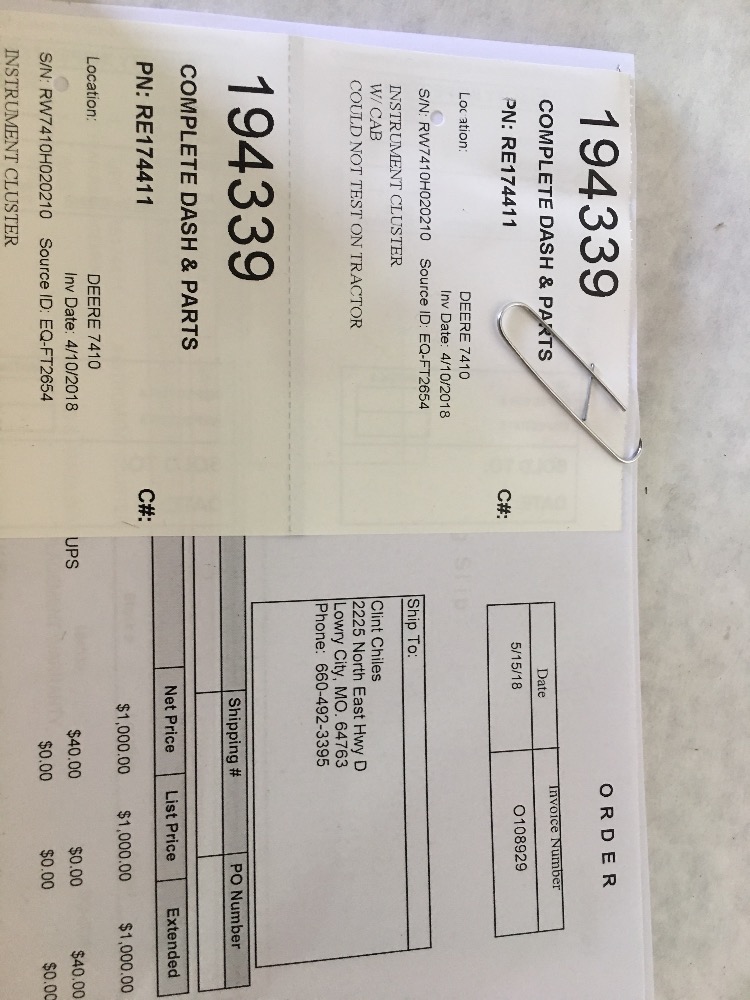 194339
COMPLETE DASH & PARTS
PN: RE174411
C#:
Location:
DEERE 7410
Inv Date: 4/10/2018
S/N: RW7410H020210 Source ID: EQ-FT2654
INSTRUMENT CLUSTER
W/ CAB
COULD NOT TEST ON TRACTOR
194339
COMPLETE DASH & PARTS
PN: RE174411
C#:
Location:
DEERE 7410
Inv Date: 4/10/2018
S/N: RW7410H020210 Source ID: EQ-FT2654
INSTRUMENT CLUSTER
ORDER
Date Invoice Number
5/15/18 O108929
Ship To:
Clint Chiles
2225 North East Hwy D
Lowry City, MO. 64763
Phone: 660-492-3395
Shipping # PO Number
Net Price List Price Extended
$1,000.00 $1,000.00 $1,000.00
UPS $40.00 $0.00 $40.00
$0.00 $0.00 $0.00